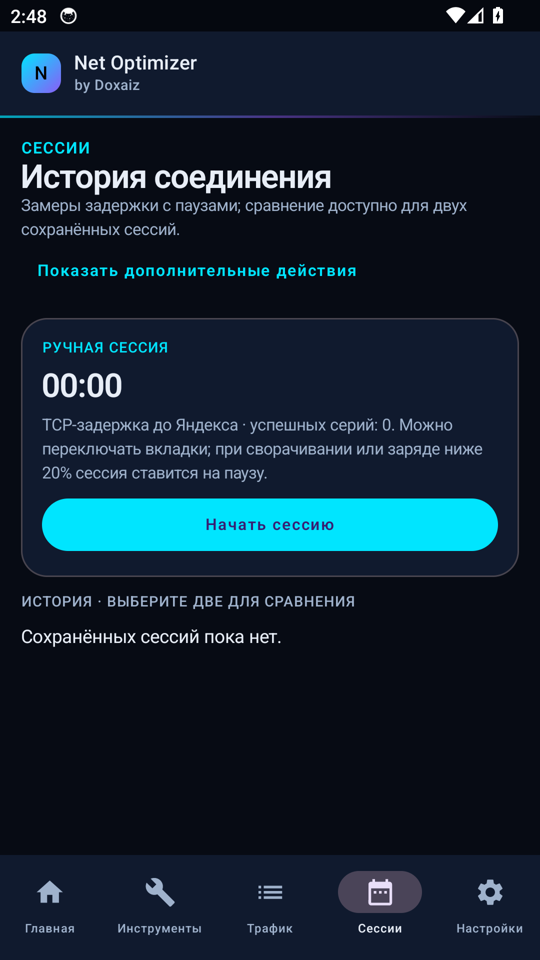 2:48
N
Net Optimizer
by Doxaiz
СЕССИИ
История соединения
Замеры задержки с паузами; сравнение доступно для двух
сохранённых сессий.
Показать дополнительные действия
РУЧНАЯ СЕССИЯ
00:00
TCP-задержка до Яндекса · успешных серий: 0. Можно
переключать вкладки; при сворачивании или заряде ниже
20% сессия ставится на паузу.
Начать сессию
ИСТОРИЯ · ВЫБЕРИТЕ ДВЕ ДЛЯ СРАВНЕНИЯ
Сохранённых сессий пока нет.
Главная
Инструменты
Трафик
Сессии
Настройки